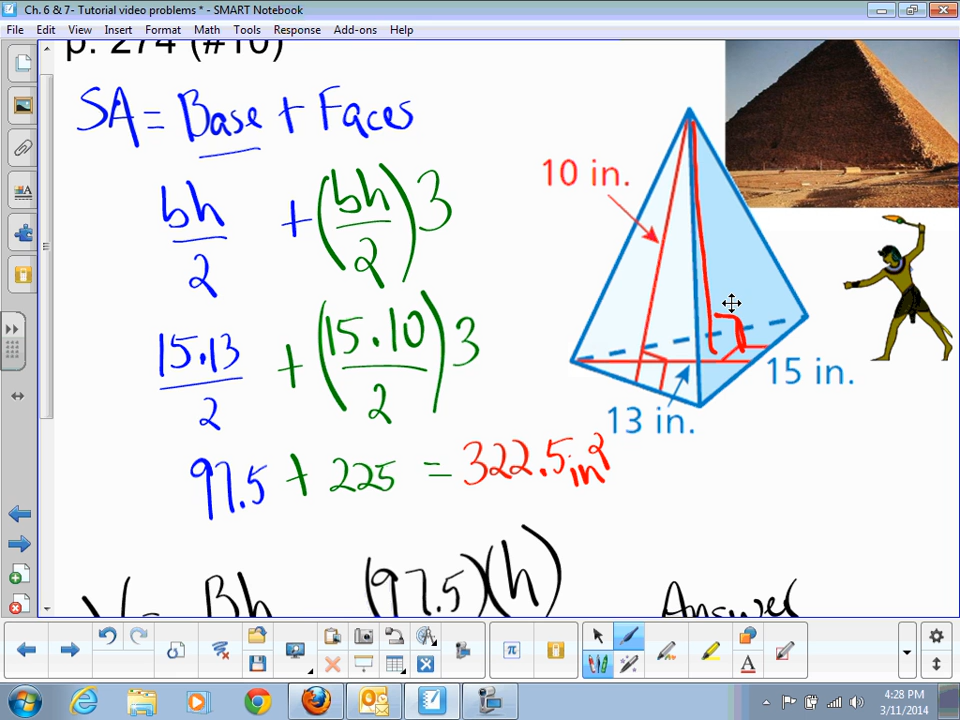 Ch. 6 & 7- Tutorial video problems * - SMART Notebook
File Edit View Insert Format Math Tools Response Add-ons Help
p. 274 (#10)
SA = Base + Faces
bh/2 + (bh/2)3
15.13/2 + (15.10/2)3
97.5 + 225 = 322.5in²
10 in.
15 in.
13 in.
V = Bh (97.5)(h)
Answer
4:28 PM
3/11/2014